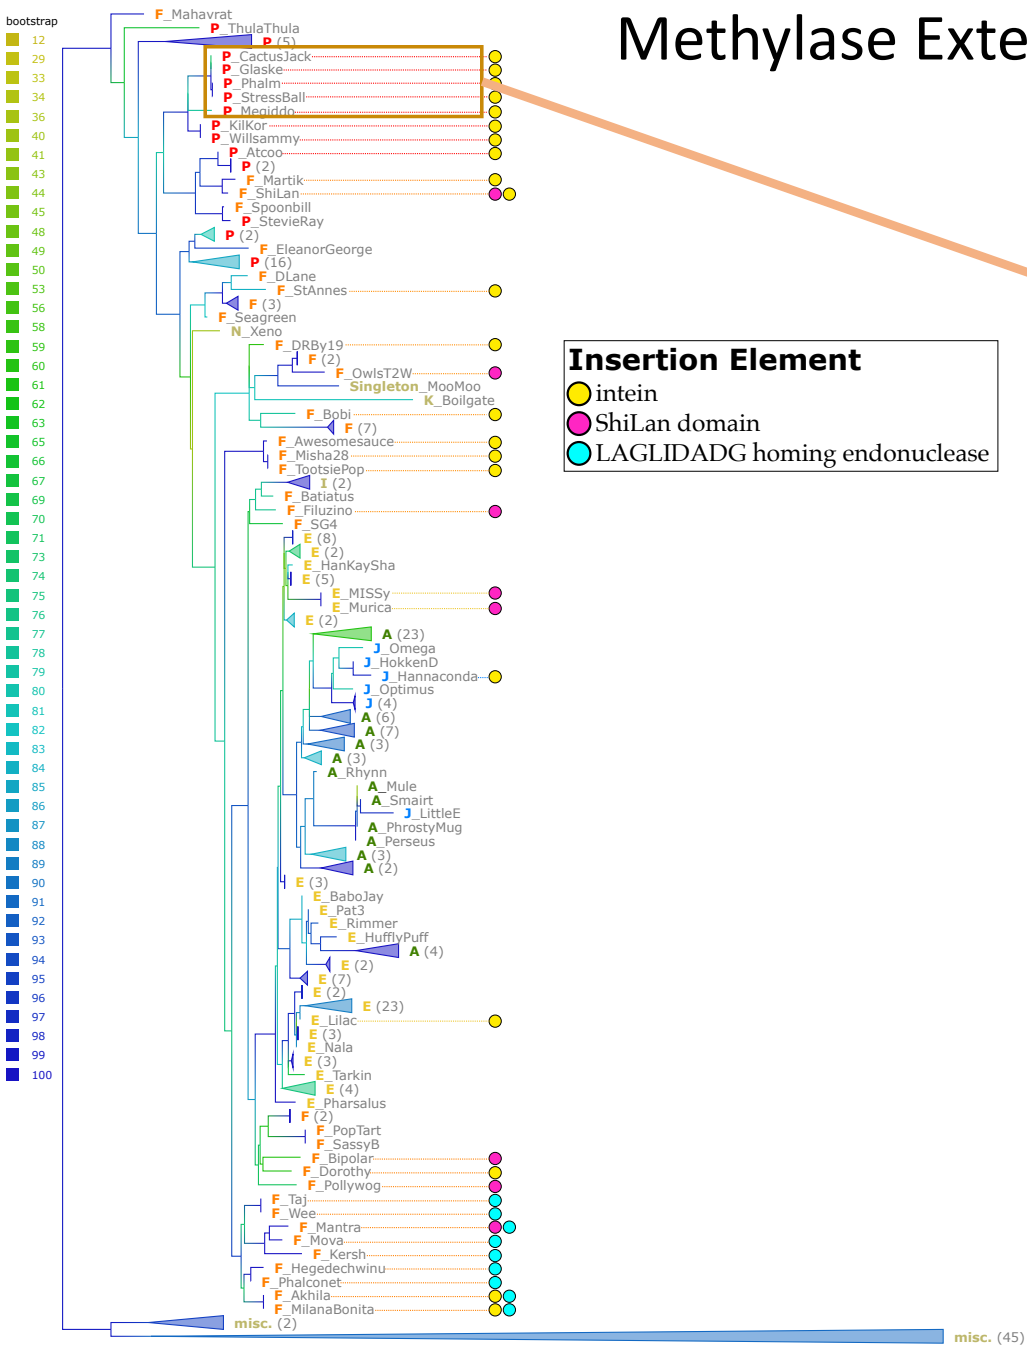 Methylase Exte
bootstrap
12
29
33
34
36
40
41
43
44
45
48
49
50
53
56
58
59
60
61
62
63
65
66
67
69
70
71
73
74
75
76
77
78
79
80
81
82
83
84
85
86
87
88
89
90
91
92
93
94
95
96
97
98
99
100
F_Mahavrat
P_ThulaThula
P (5)
P_CactusJack
P_Glaske
P_Phalm
P_StressBall
P_Megiddo
P_KilKor
P_Willsammy
P_Atcoo
P (2)
F_Martik
F_ShiLan
F_Spoonbill
P_StevieRay
P (2)
F_EleanorGeorge
P (16)
F_DLane
F_StAnnes
F (3)
F_Seagreen
N_Xeno
F_DRBy19
F (2)
F_OwlsT2W
Singleton_MooMoo
K_Boilgate
F_Bobi
F (7)
F_Awesomesauce
F_Misha28
F_TootsiePop
I (2)
F_Batiatus
F_Filuzino
F_SG4
E (8)
E (2)
E_HanKaySha
E (5)
E_MISSy
E_Murica
E (2)
A (23)
J_Omega
J_HokkenD
J_Hannaconda
J_Optimus
J (4)
A (6)
A (7)
A (3)
A (3)
A_Rhynn
A_Mule
A_Smairt
J_LittleE
A_PhrostyMug
A_Perseus
A (3)
A (2)
E (3)
E_BaboJay
E_Pat3
E_Rimmer
E_HufflyPuff
A (4)
E (2)
E (7)
E (2)
E (23)
E_Lilac
E (3)
E_Nala
E (3)
E_Tarkin
E (4)
E_Pharsalus
F (2)
F_PopTart
F_SassyB
F_Bipolar
F_Dorothy
F_Pollywog
F_Taj
F_Wee
F_Mantra
F_Mova
F_Kersh
F_Hegedechwinu
F_Phalconet
F_Akhila
F_MilanaBonita
misc. (2)
misc. (45)
Insertion Element
intein
ShiLan domain
LAGLIDADG homing endonuclease